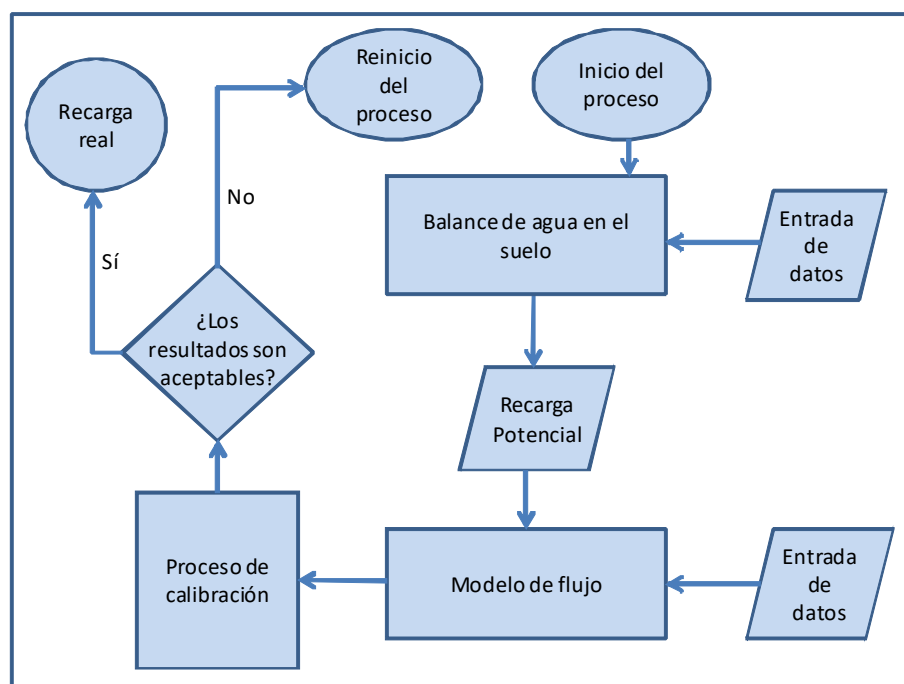 Reinicio
del
proceso
Inicio del
proceso
Recarga
real
No
Balance de agua en el
suelo
Entrada
de
datos
Sí
¿Los
resultados son
aceptables?
Recarga
Potencial
Proceso de
calibración
Modelo de flujo
Entrada
de
datos